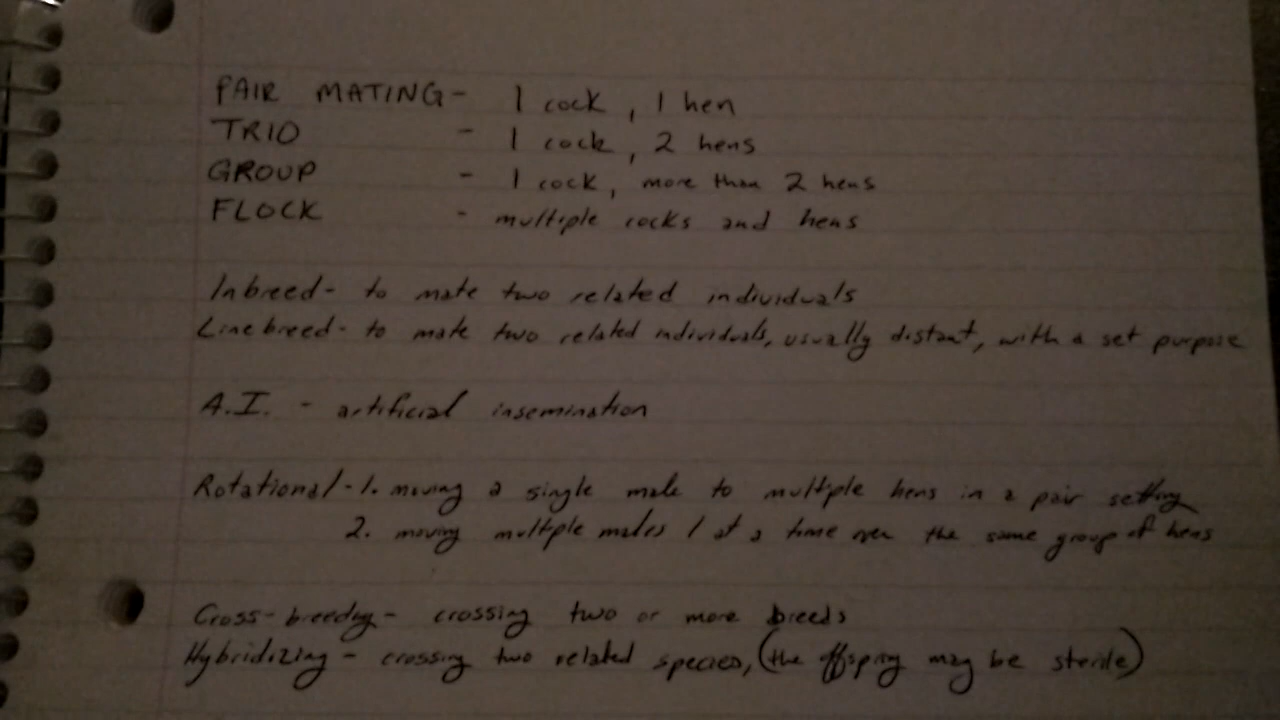 PAIR MATING - 1 cock, 1 hen
TRIO - 1 cock, 2 hens
GROUP - 1 cock, more than 2 hens
FLOCK - multiple cocks and hens
Inbreed - to mate two related individuals
Linebreed - to mate two related individuals, usually distant, with a set purpose
A.I. - artificial insemination
Rotational - 1. moving a single male to multiple hens in a pair setting
2. moving multiple males 1 at a time over the same group of hens
Cross-breeding - crossing two or more breeds
Hybridizing - crossing two related species, (the offspring may be sterile)